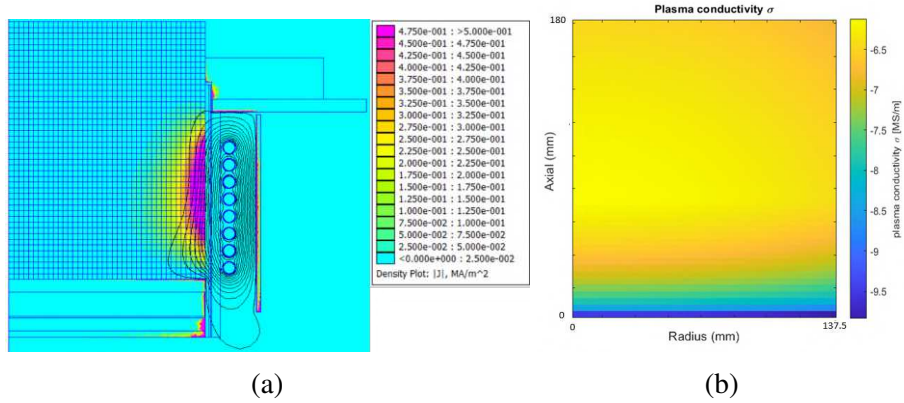 4.750e-001 : >5.000e-001
4.500e-001 : 4.750e-001
4.250e-001 : 4.500e-001
4.000e-001 : 4.250e-001
3.750e-001 : 4.000e-001
3.500e-001 : 3.750e-001
3.250e-001 : 3.500e-001
3.000e-001 : 3.250e-001
2.750e-001 : 3.000e-001
2.500e-001 : 2.750e-001
2.250e-001 : 2.500e-001
2.000e-001 : 2.250e-001
1.750e-001 : 2.000e-001
1.500e-001 : 1.750e-001
1.250e-001 : 1.500e-001
1.000e-001 : 1.250e-001
7.500e-002 : 1.000e-001
5.000e-002 : 7.500e-002
2.500e-002 : 5.000e-002
<0.000e+000 : 2.500e-002
Density Plot: |J|, MA/m^2
(a)
Plasma conductivity σ
180
Axial (mm)
0
0
137.5
Radius (mm)
-6.5
-7
-7.5
-8
-8.5
-9
-9.5
plasma conductivity σ [MS/m]
(b)